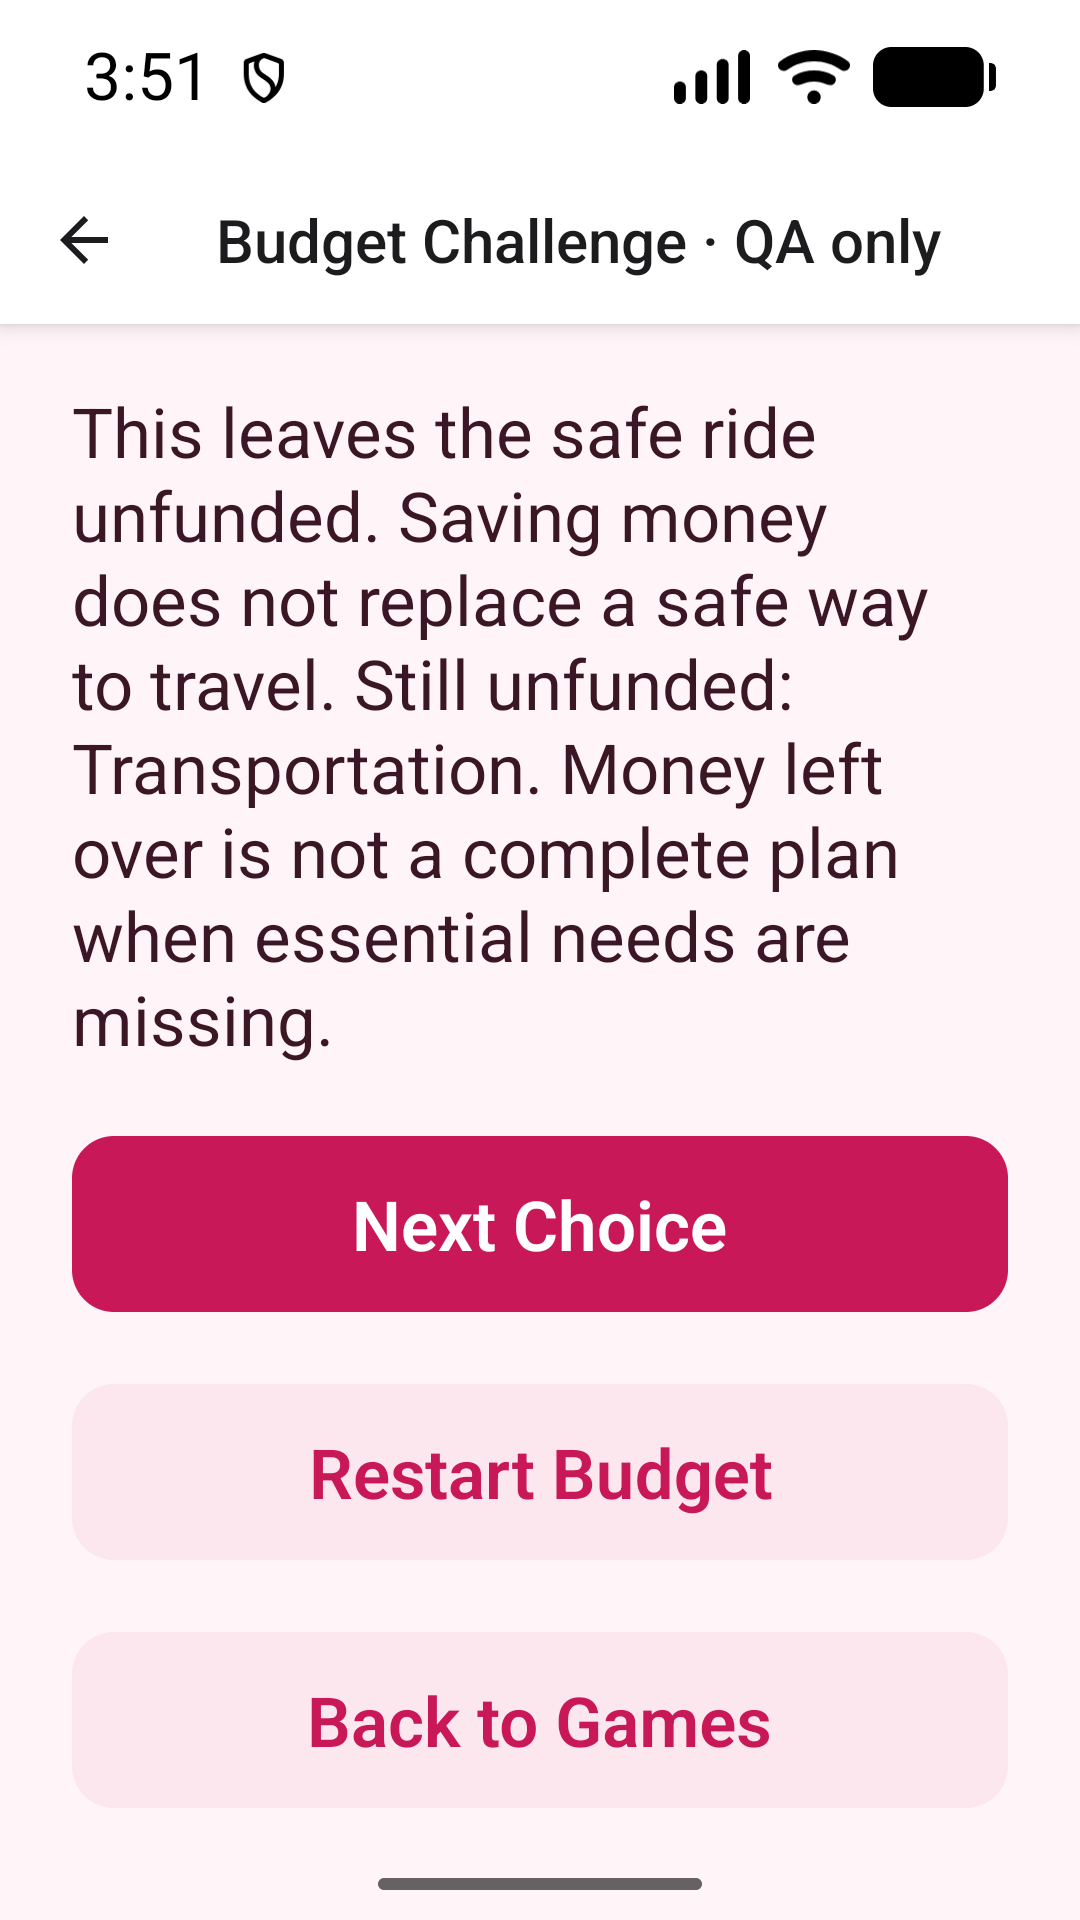 3:51
Budget Challenge · QA only
This leaves the safe ride
unfunded. Saving money
does not replace a safe way
to travel. Still unfunded:
Transportation. Money left
over is not a complete plan
when essential needs are
missing.
Next Choice
Restart Budget
Back to Games